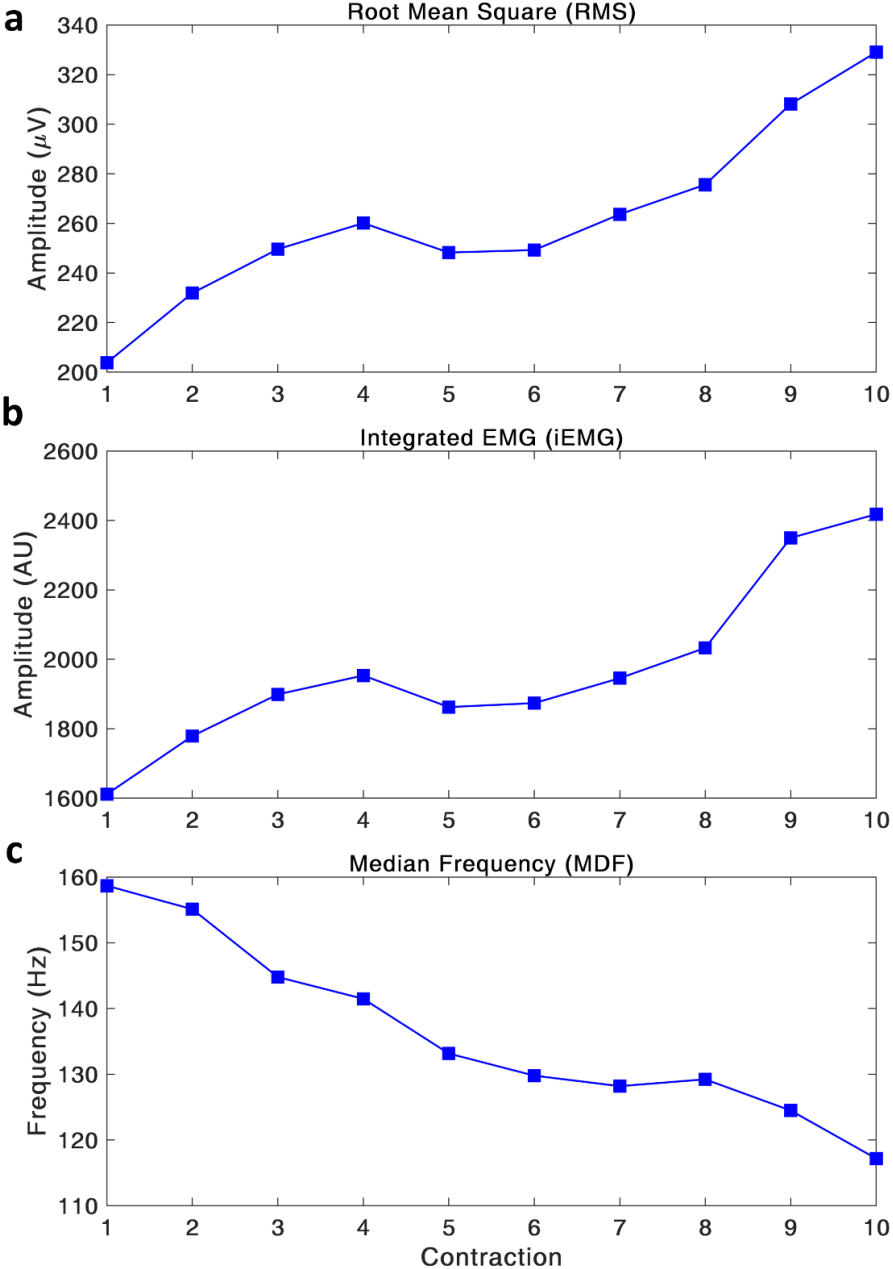 a
Root Mean Square (RMS)
340
320
300
280
260
240
220
200
Amplitude (μV)
1 2 3 4 5 6 7 8 9 10
b
Integrated EMG (iEMG)
2600
2400
2200
2000
1800
1600
Amplitude (AU)
1 2 3 4 5 6 7 8 9 10
c
Median Frequency (MDF)
160
150
140
130
120
110
Frequency (Hz)
1 2 3 4 5 6 7 8 9 10
Contraction